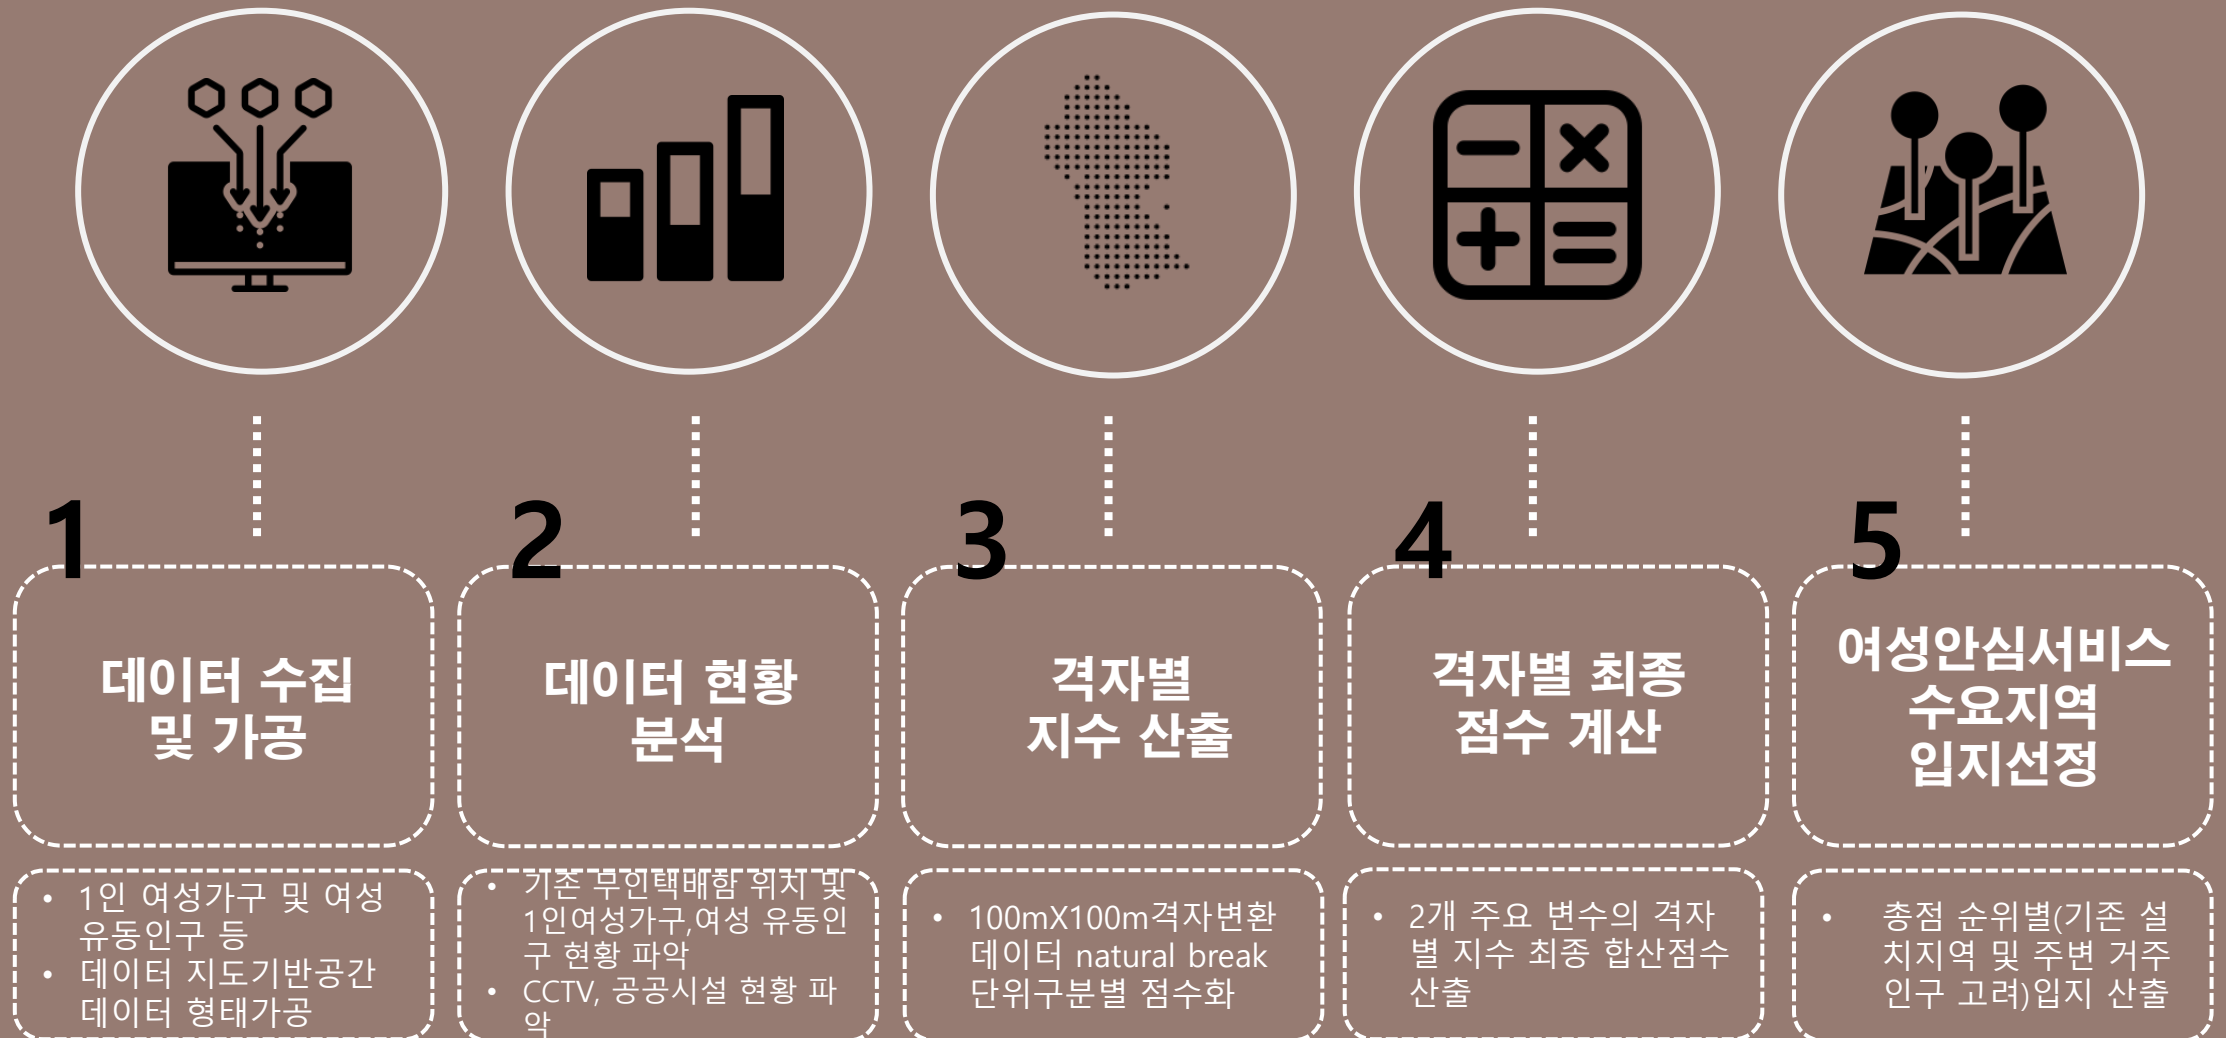 1
데이터 수집
및 가공
• 1인 여성가구 및 여성
유동인구 등
• 데이터 지도기반공간
데이터 형태가공
2
데이터 현황
분석
• 기존 무인택배함 위치 및
1인여성가구,여성 유동인
구 현황 파악
• CCTV, 공공시설 현황 파
악
3
격자별
지수 산출
• 100mX100m격자변환
데이터 natural break
단위구분별 점수화
4
격자별 최종
점수 계산
• 2개 주요 변수의 격자
별 지수 최종 합산점수
산출
5
여성안심서비스
수요지역
입지선정
• 총점 순위별(기존 설
치지역 및 주변 거주
인구 고려)입지 산출